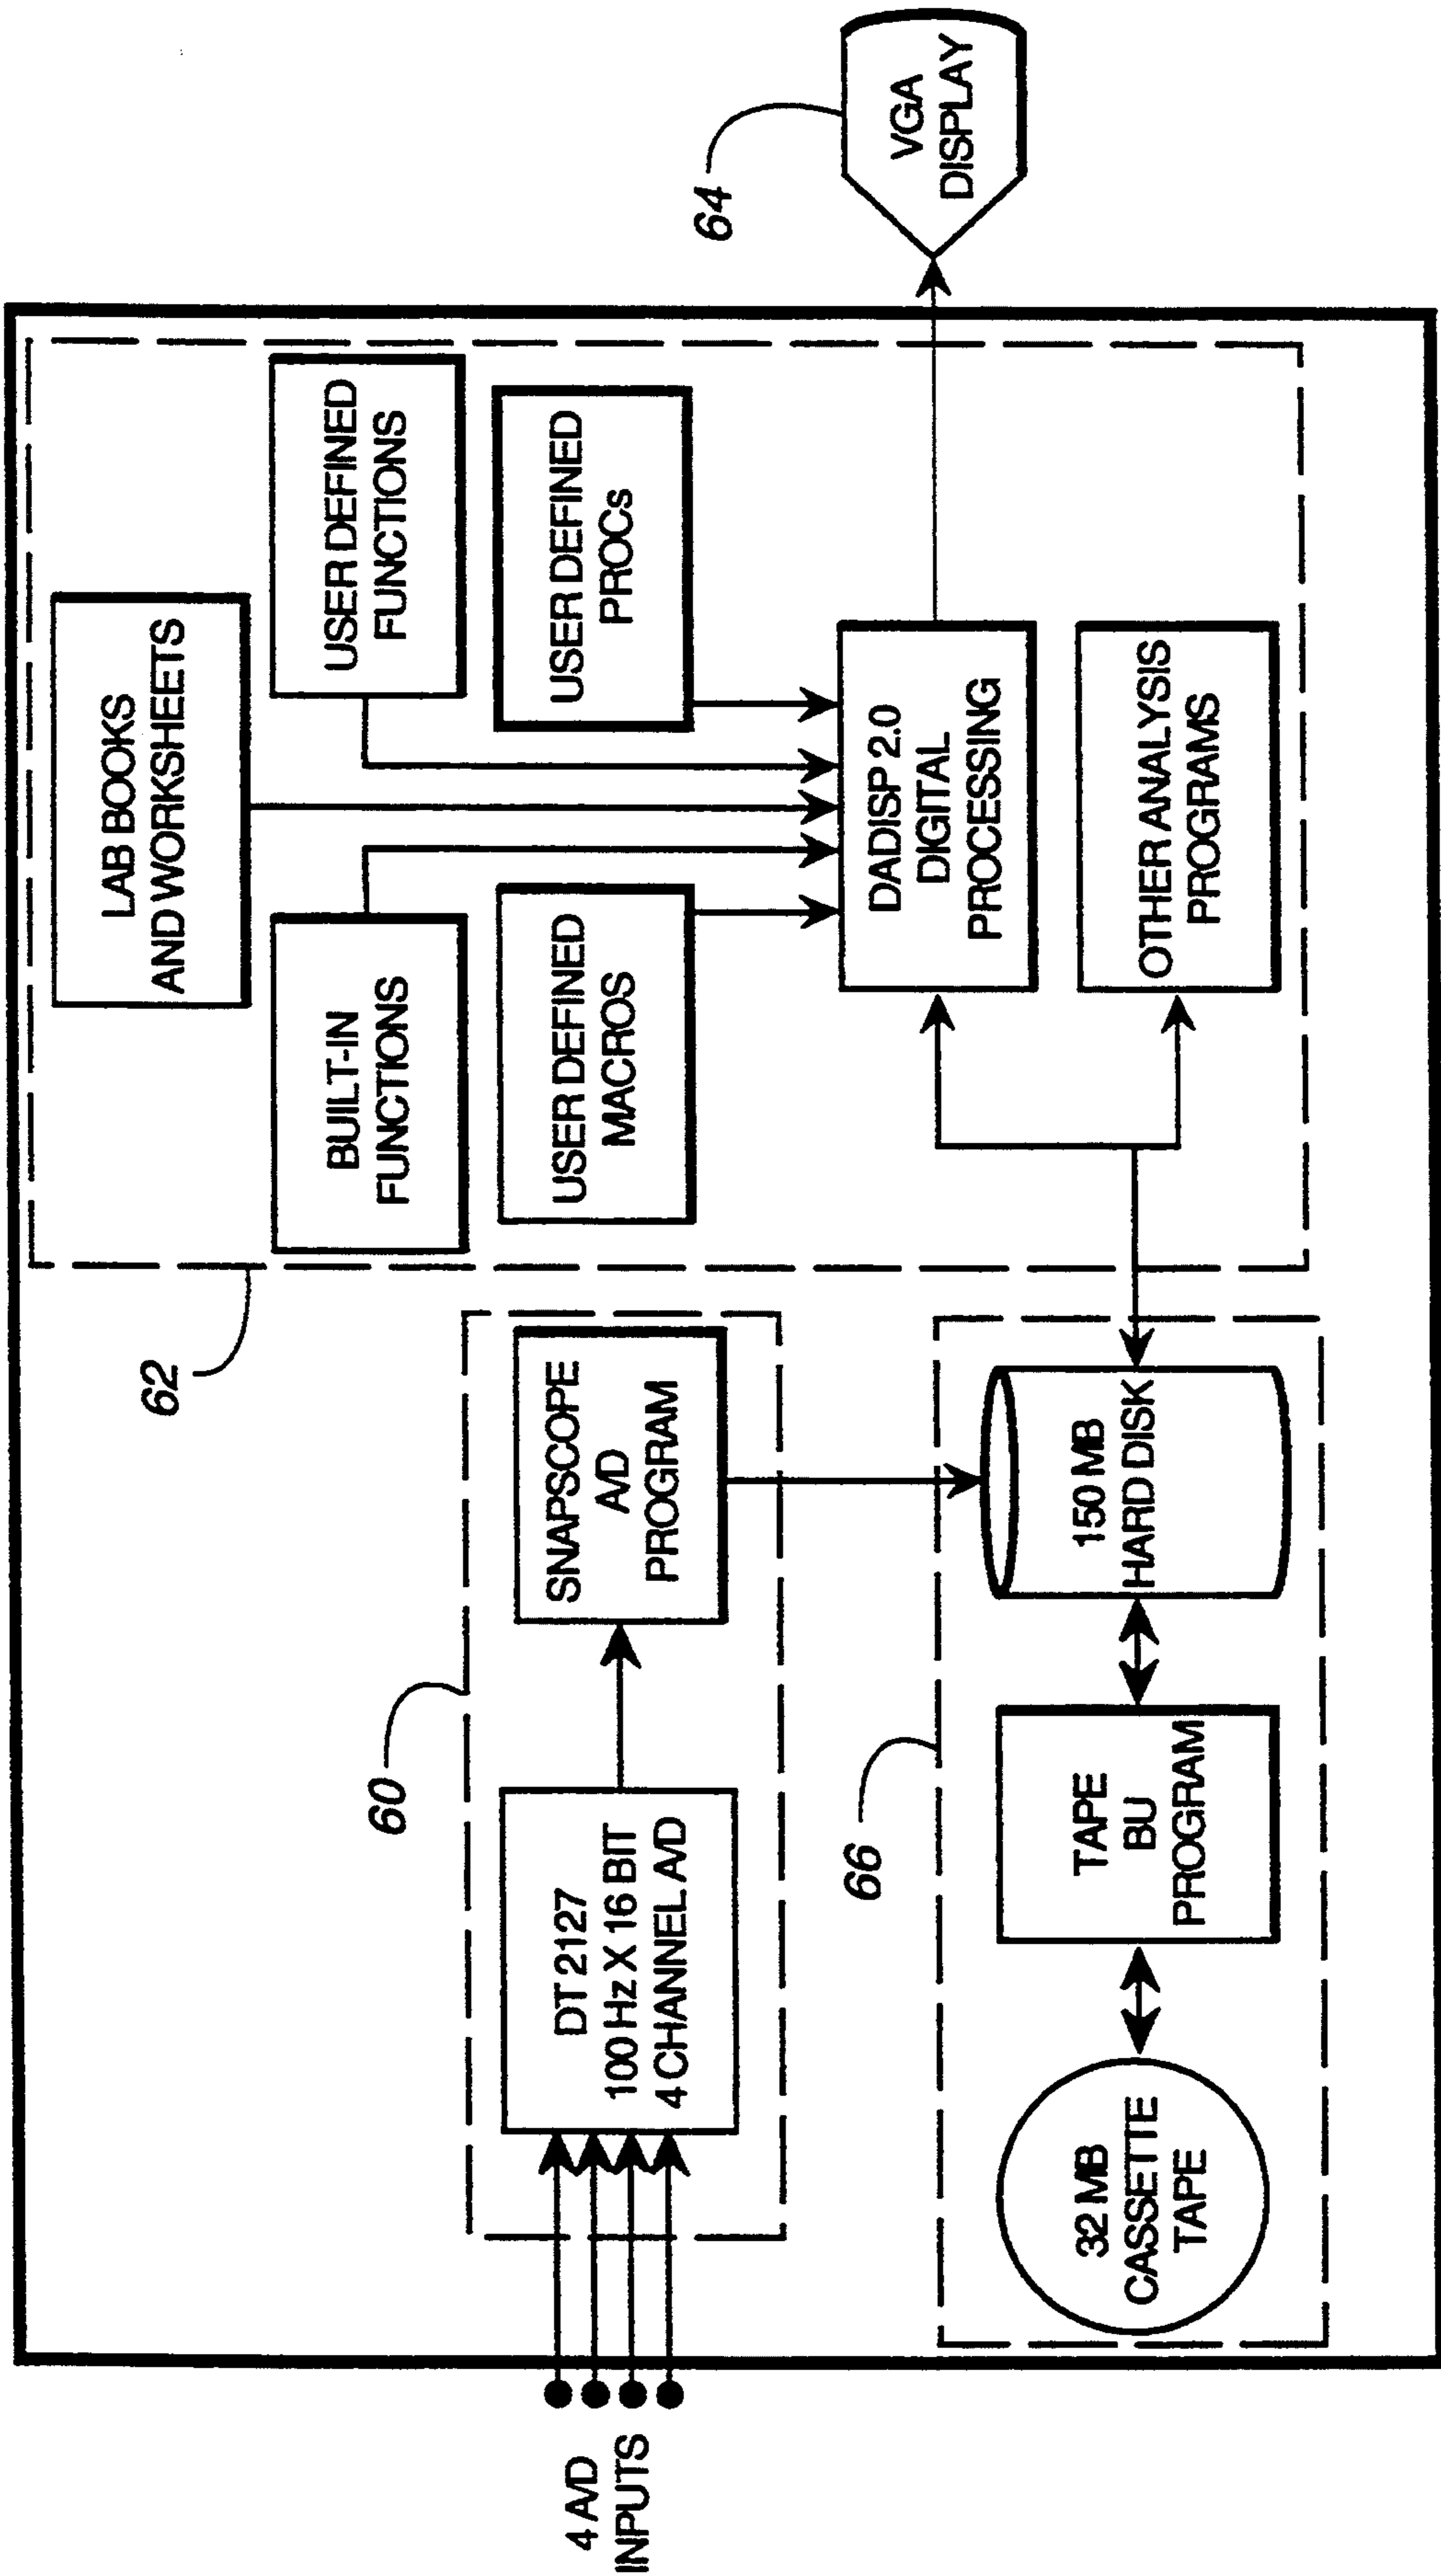 LAB BOOKS
AND WORKSHEETS
BUILT-IN
FUNCTIONS
USER DEFINED
FUNCTIONS
USER DEFINED
MACROS
USER DEFINED
PROCs
62
60
SNAPSCOPE
A/D
PROGRAM
DT 2127
100 Hz X 16 BIT
4 CHANNEL A/D
4 A/D
INPUTS
DADISP 2.0
DIGITAL
PROCESSING
64
VGA
DISPLAY
66
32 MB
CASSETTE
TAPE
TAPE
BU
PROGRAM
150 MB
HARD DISK
OTHER ANALYSIS
PROGRAMS